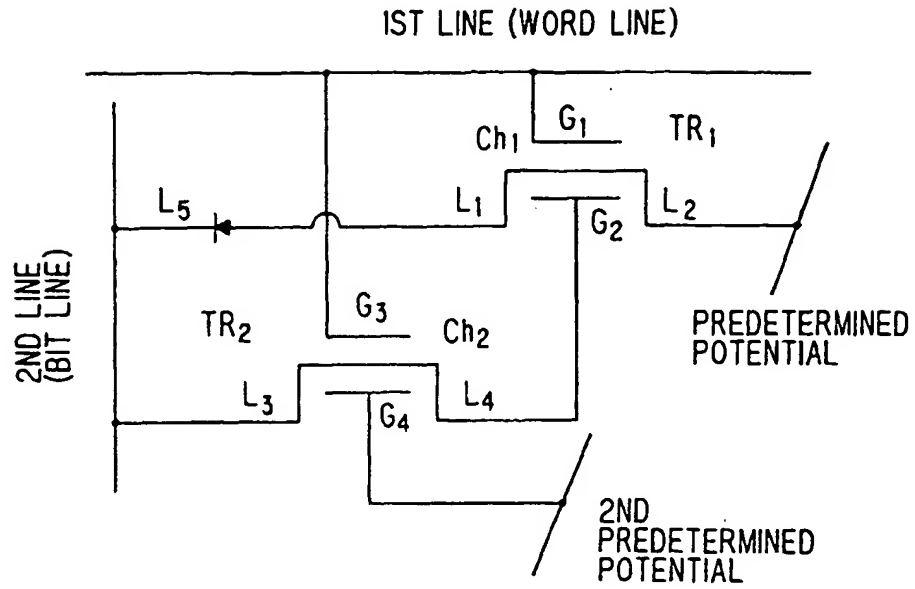 1ST LINE (WORD LINE)
G1
TR1
Ch1
L5
L1
L2
G2
2ND LINE
(BIT LINE)
G3
TR2
Ch2
PREDETERMINED
POTENTIAL
L3
L4
G4
2ND
PREDETERMINED
POTENTIAL